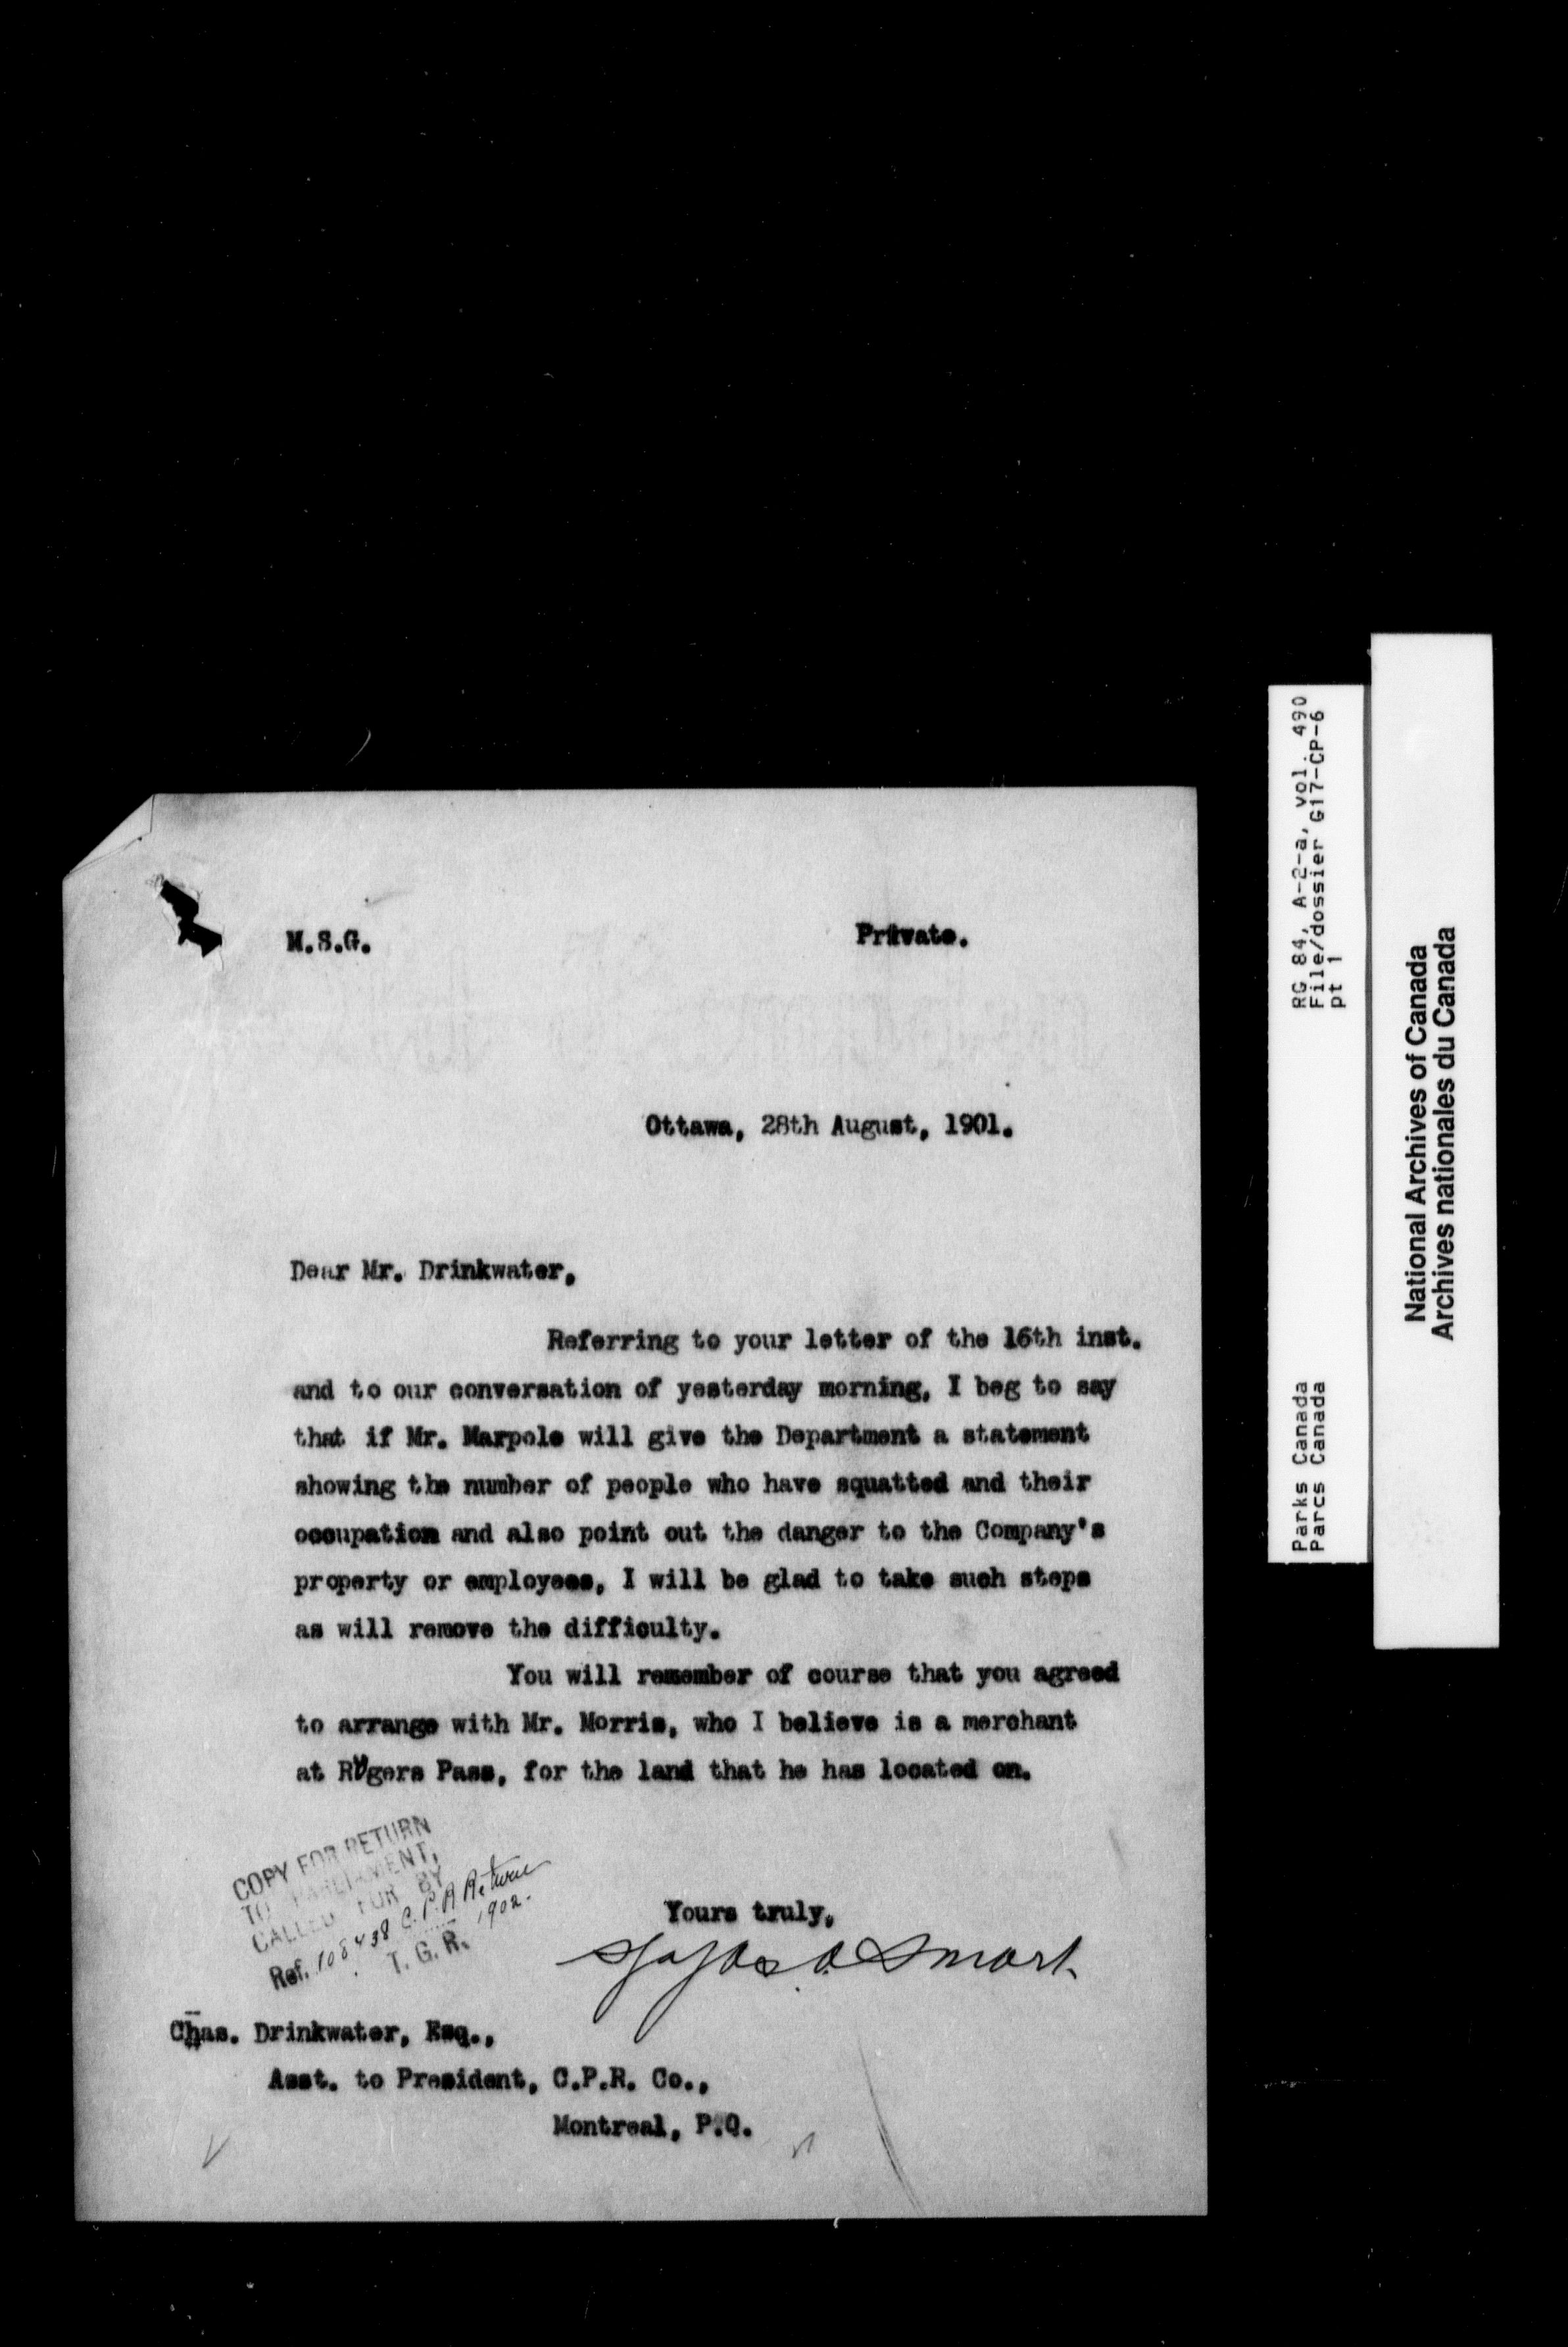 M.S.G.
Private.
Ottawa, 28th August, 1901.
Dear Mr. Drinkwater,
Referring to your letter of the 16th inst.
and to our conversation of yesterday morning, I beg to say
that if Mr. Marpole will give the Department a statement
showing the number of people who have squatted and their
occupation and also point out the danger to the Company's
property or employees, I will be glad to take such steps
as will remove the difficulty.
You will remember of course that you agreed
to arrange with Mr. Morris, who I believe is a merchant
at Rogers Pass, for the land that he has located on.
COPY FOR RETURN
TO PARLIAMENT,
CALLED FOR BY
C.P.R Return
Ref. 108438 1902.
T. G. R.
Yours truly,
Smart
Chas. Drinkwater, Esq.,
Asst. to President, C.P.R. Co.,
Montreal, P.Q.
RG 84, A-2-a, vol. 490
File/dossier G17-CP-6
pt 1
Parks Canada
Parcs Canada
National Archives of Canada
Archives nationales du Canada